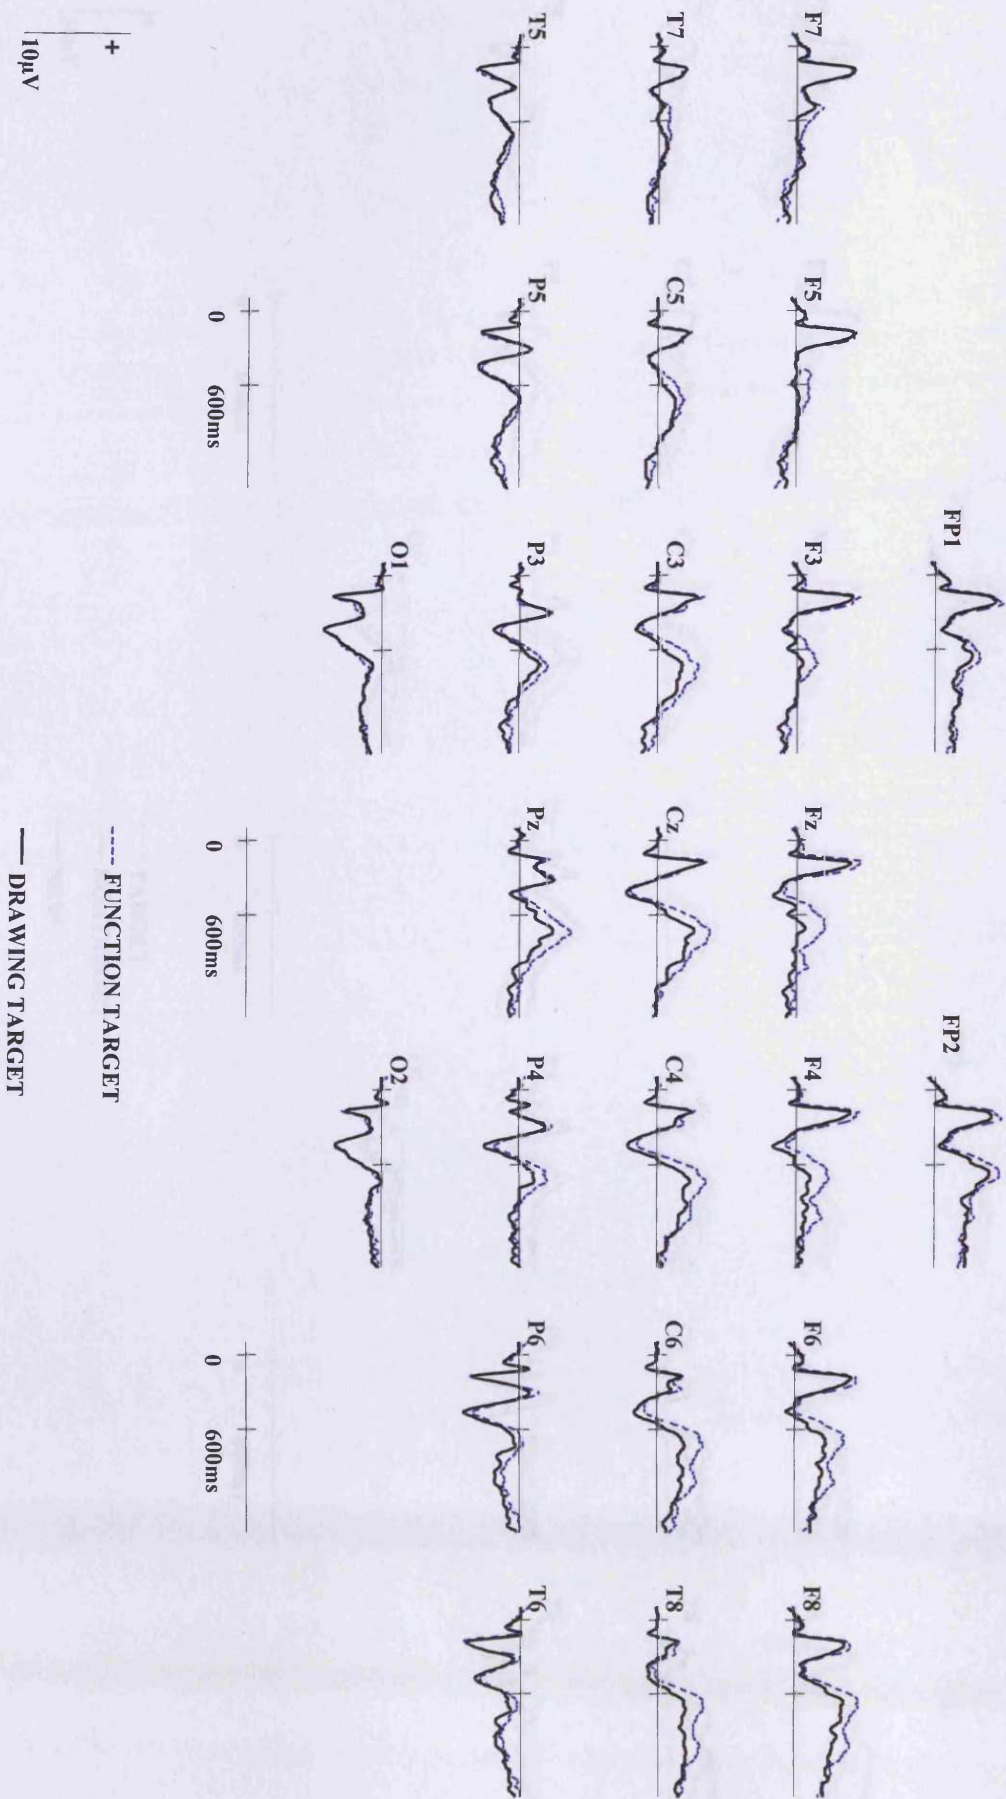 FP1 FP2
F7 F5 F3 Fz F4 F6 F8
T7 C5 C3 Cz C4 C6 T8
T5 P5 P3 Pz P4 P6 T6
O1 O2
0 600ms 0 600ms 0 600ms
+
10µV
FUNCTION TARGET
DRAWING TARGET